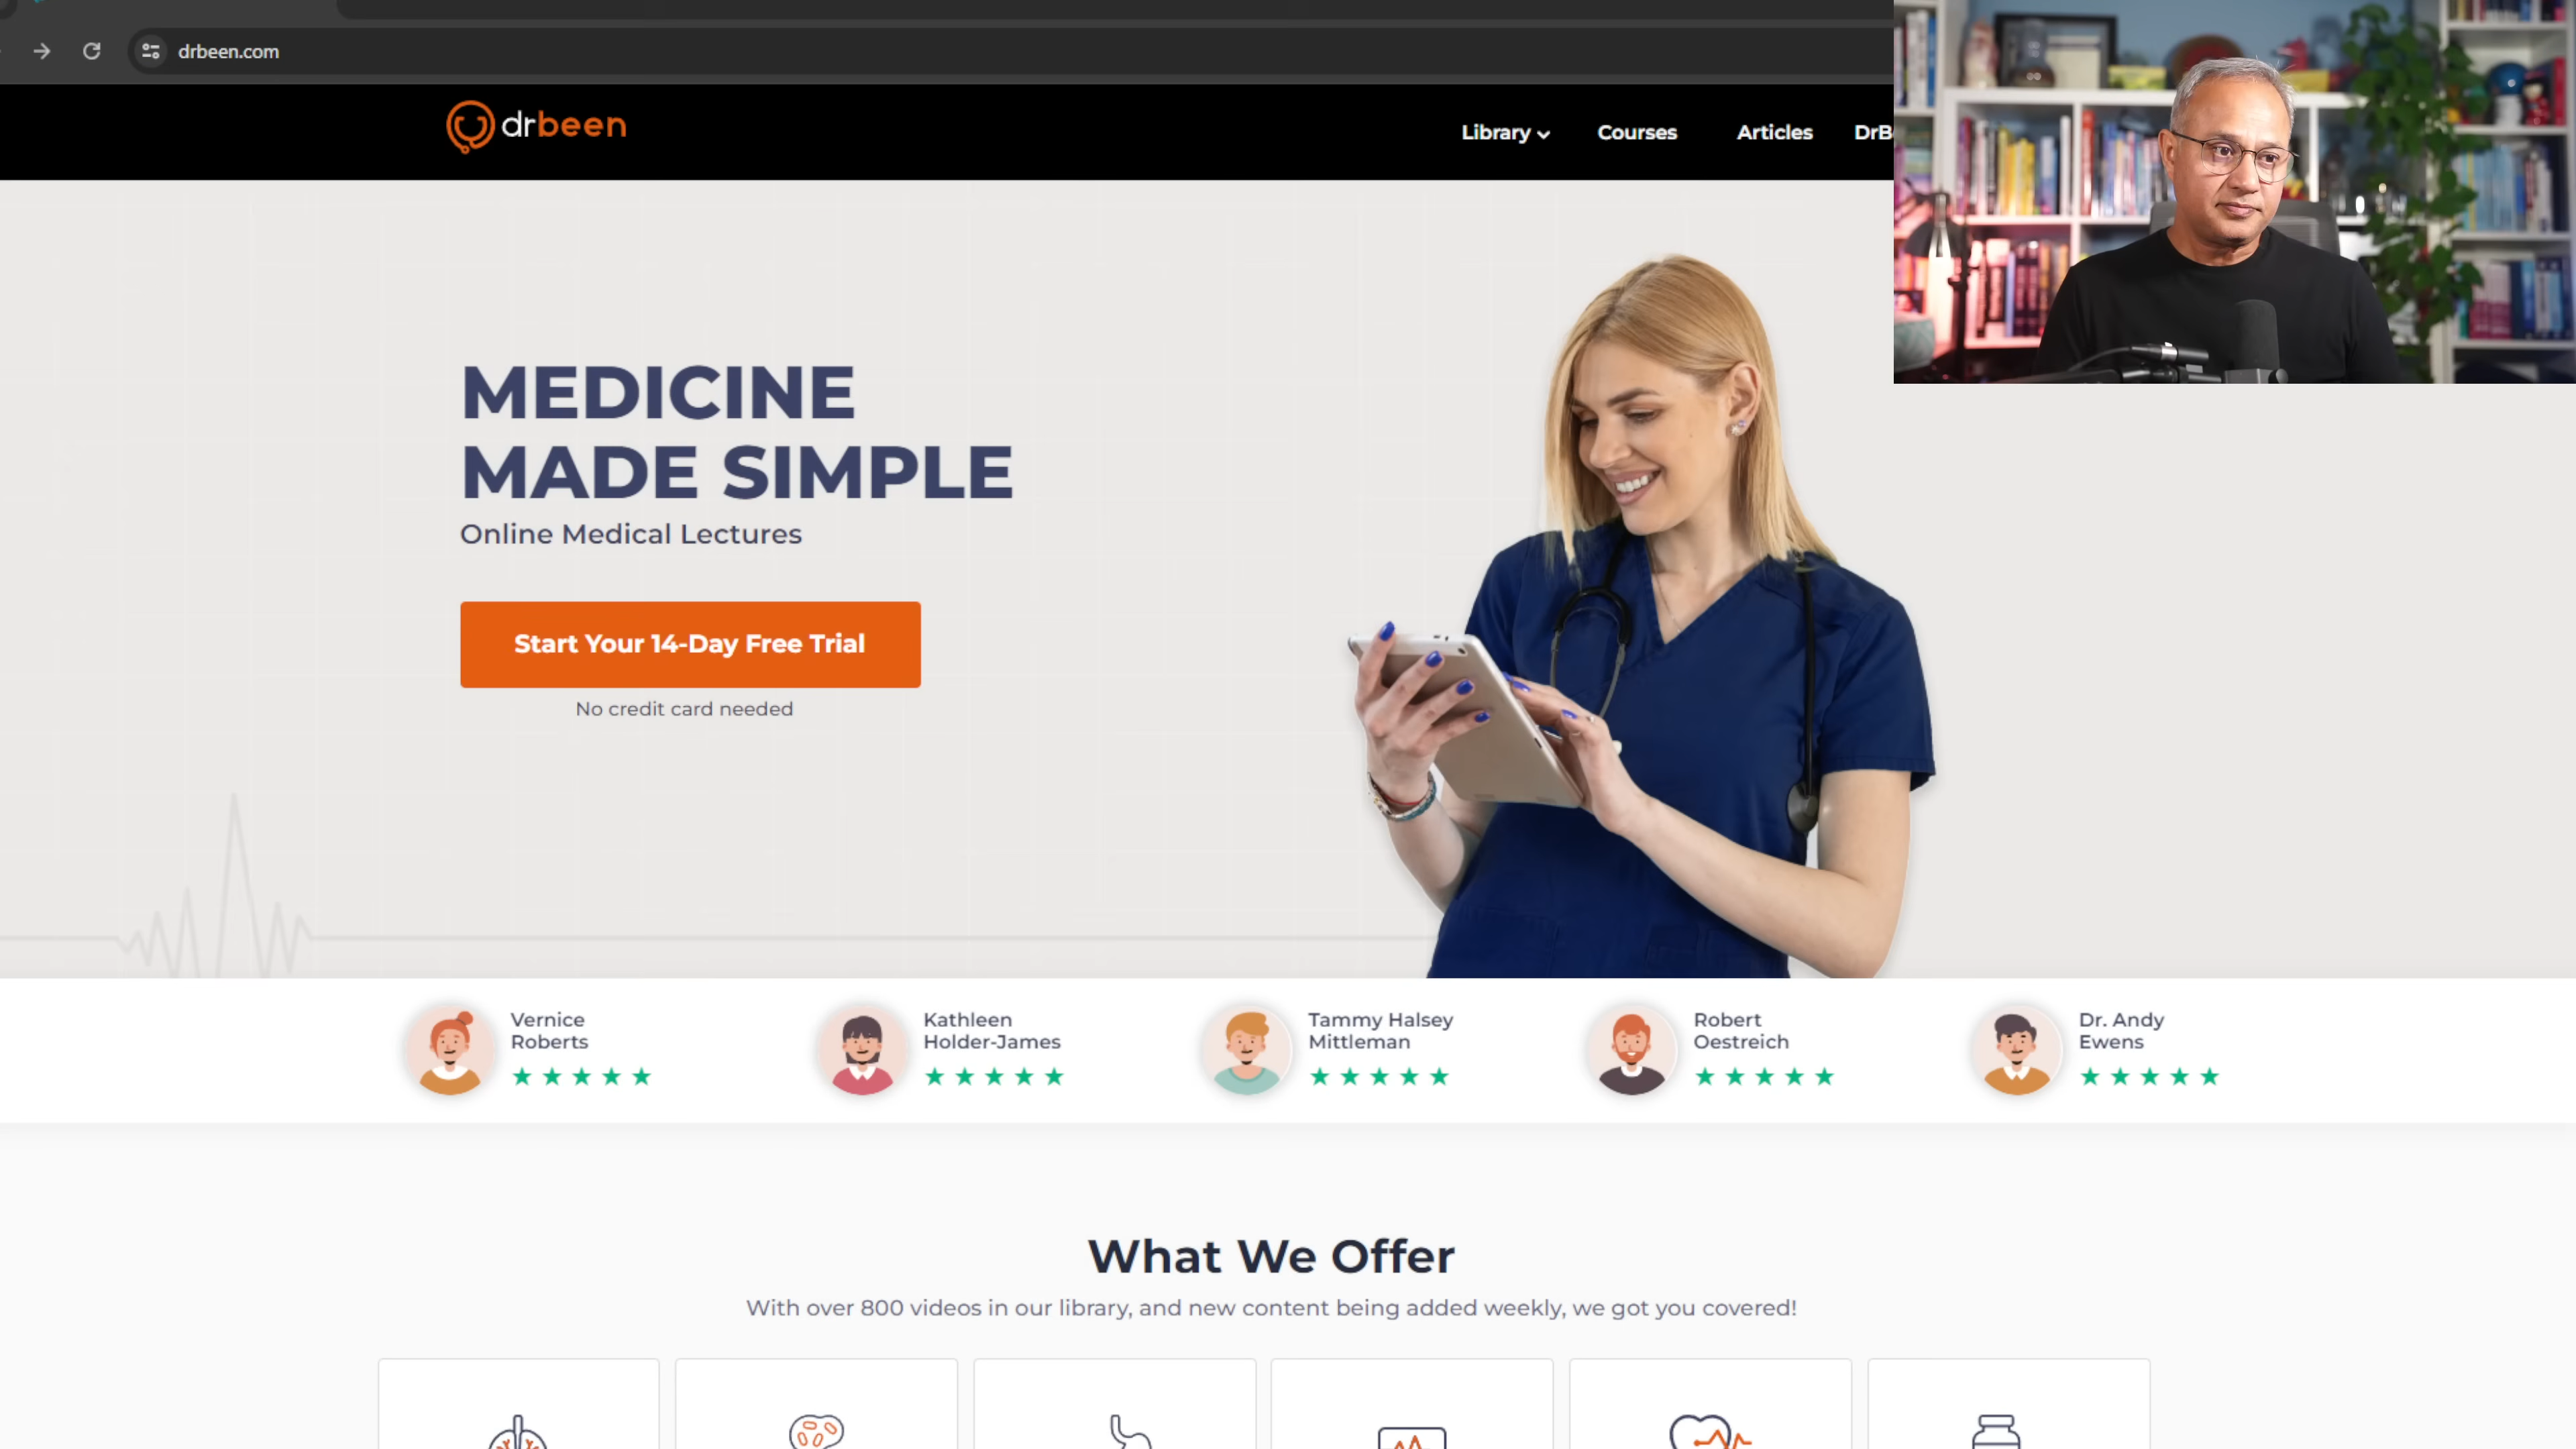 drbeen.com
drbeen
Library
Courses
Articles
MEDICINE
MADE SIMPLE
Online Medical Lectures
Start Your 14-Day Free Trial
No credit card needed
Vernice
Roberts
Kathleen
Holder-James
Tammy Halsey
Mittleman
Robert
Oestreich
Dr. Andy
Ewens
What We Offer
With over 800 videos in our library, and new content being added weekly, we got you covered!